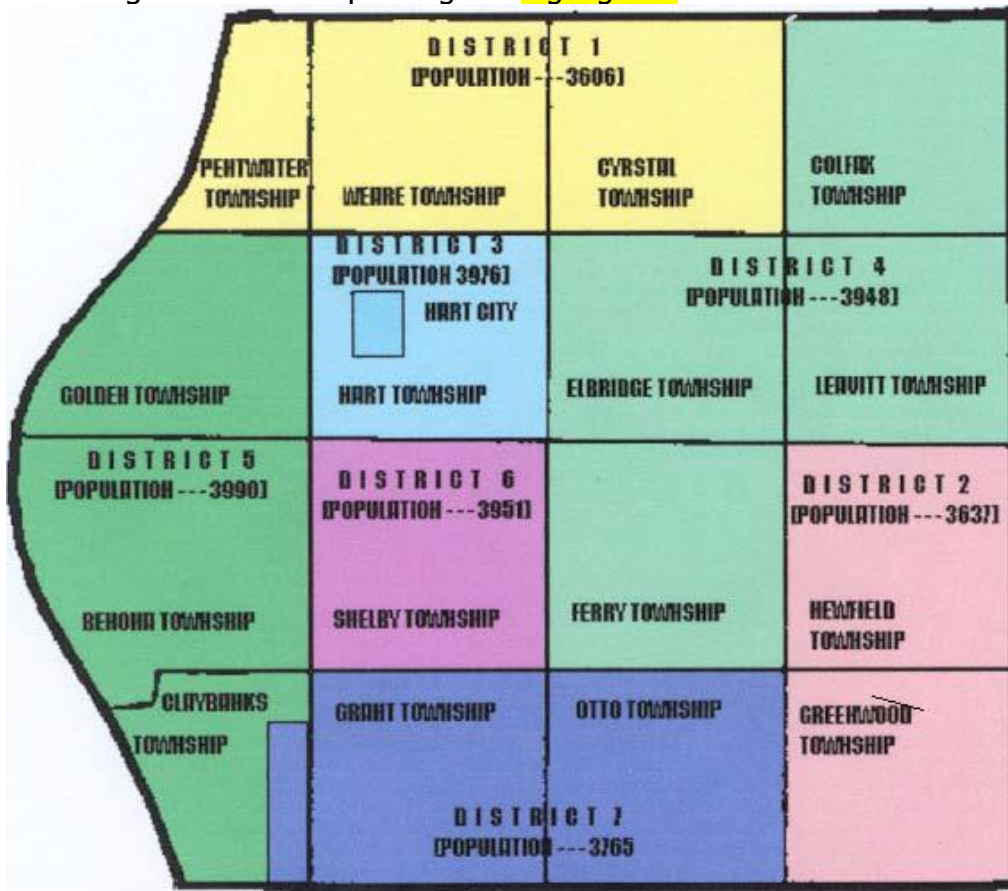 DISTRICT 1
[POPULATION---3606]
PENTWATER
TOWNSHIP
WEARE TOWNSHIP
CYRSTAL
TOWNSHIP
COLFAX
TOWNSHIP
DISTRICT 3
[POPULATION 3976]
HART CITY
DISTRICT 4
[POPULATION---3948]
GOLDEN TOWNSHIP
HART TOWNSHIP
ELBRIDGE TOWNSHIP
LEAVITT TOWNSHIP
DISTRICT 5
[POPULATION---3990]
DISTRICT 6
[POPULATION---3951]
DISTRICT 2
[POPULATION---3637]
BENONA TOWNSHIP
SHELBY TOWNSHIP
FERRY TOWNSHIP
NEWFIELD
TOWNSHIP
CLAYBANKS
TOWNSHIP
GRANT TOWNSHIP
OTTO TOWNSHIP
GREENWOOD
TOWNSHIP
DISTRICT 7
[POPULATION---3765